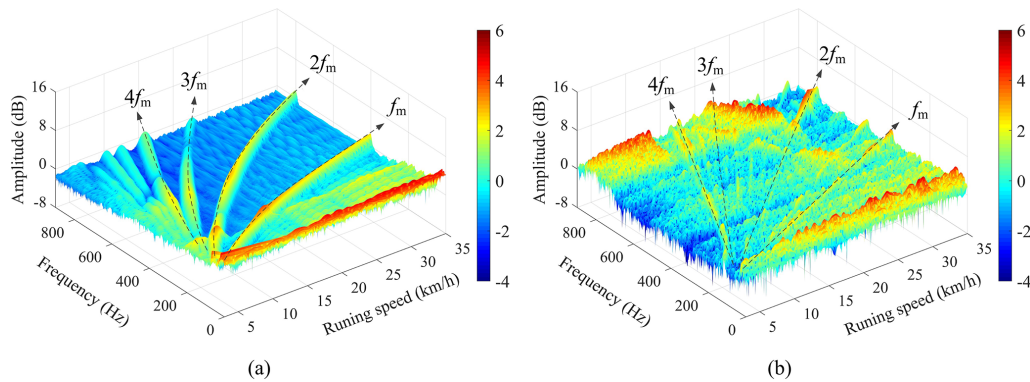 16
8
0
-8
Amplitude (dB)
4fm
3fm
2fm
fm
6
4
2
0
-2
-4
800
600
400
200
0
Frequency (Hz)
5
10
15
20
25
30
35
Runing speed (km/h)
(a)
16
8
0
-8
Amplitude (dB)
4fm
3fm
2fm
fm
6
4
2
0
-2
-4
800
600
400
200
0
Frequency (Hz)
5
10
15
20
25
30
35
Runing speed (km/h)
(b)